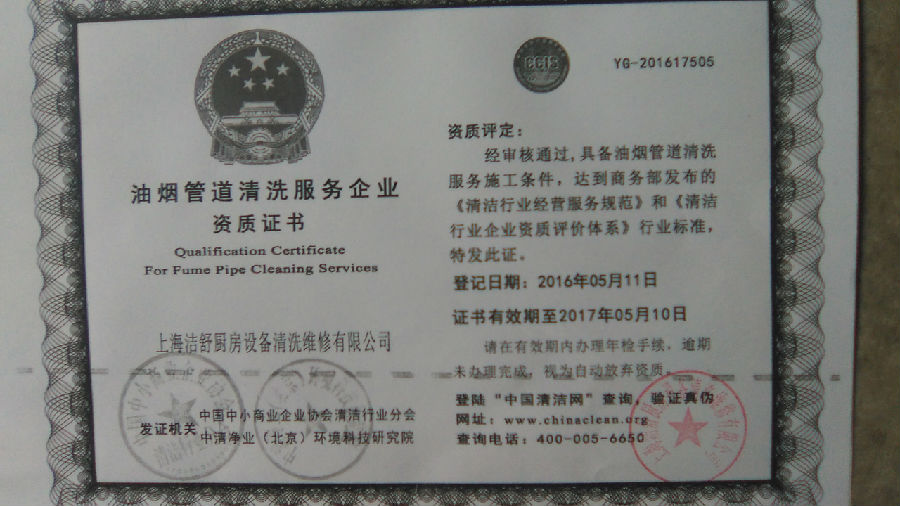 CCIS
YQ-201617505
油烟管道清洗服务企业
资质证书
Qualification Certificate
For Fume Pipe Cleaning Services
上海洁舒厨房设备清洗维修有限公司
发证机关
中国中小商业企业协会清洁行业分会
中清净业（北京）环境科技研究院
资质评定：
经审核通过，具备油烟管道清洗
服务施工条件，达到商务部发布的
《清洁行业经营服务规范》和《清洁
行业企业资质评价体系》行业标准，
特发此证。
登记日期：2016年05月11日
证书有效期至2017年05月10日
请在有效期内办理年检手续，逾期
未办理完成，视为自动放弃资质。
登陆“中国清洁网”查询，验证真伪
网址：www.chinaclean.org
查询电话：400-005-6650